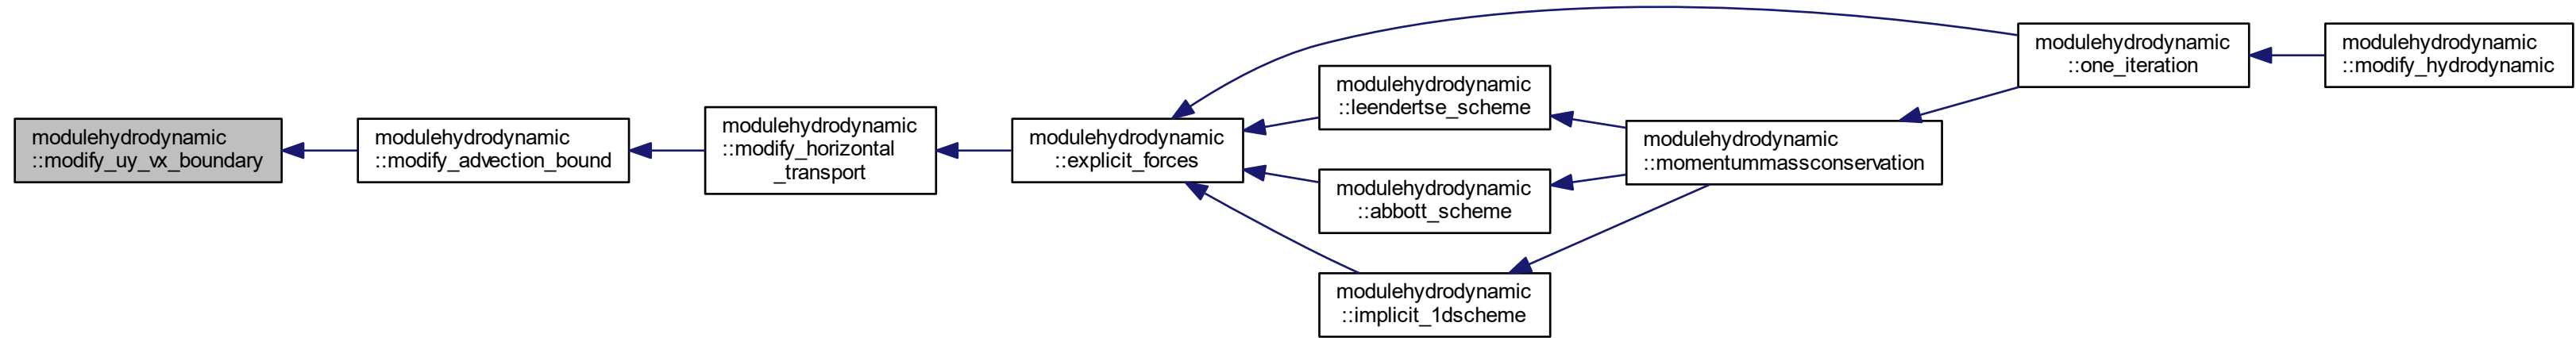 modulehydrodynamic
::modify_uy_vx_boundary
modulehydrodynamic
::modify_advection_bound
modulehydrodynamic
::modify_horizontal
_transport
modulehydrodynamic
::explicit_forces
modulehydrodynamic
::leendertse_scheme
modulehydrodynamic
::abbott_scheme
modulehydrodynamic
::implicit_1dscheme
modulehydrodynamic
::momentummassconservation
modulehydrodynamic
::one_iteration
modulehydrodynamic
::modify_hydrodynamic